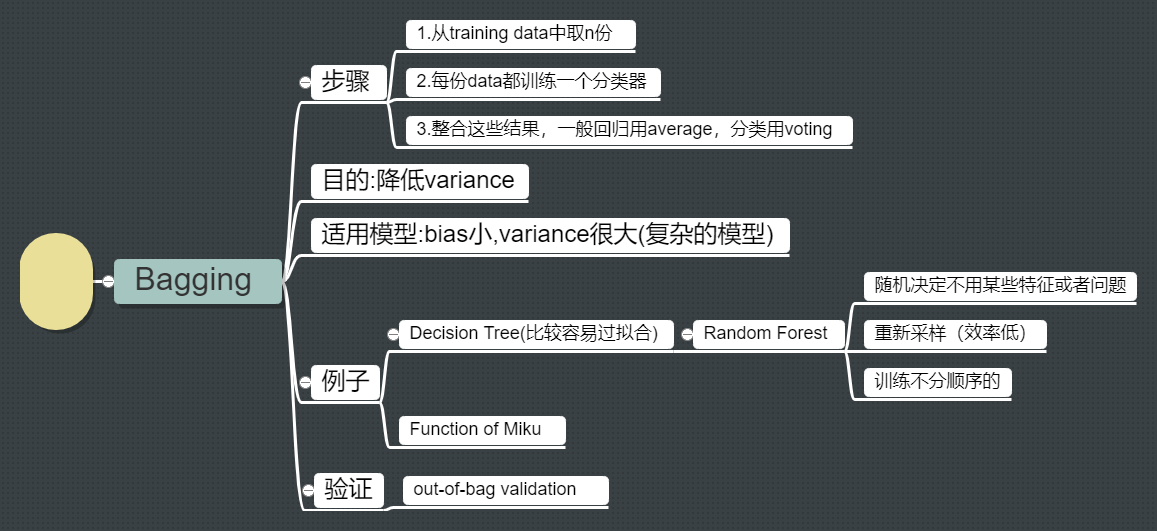 Bagging
步骤
1.从training data中取n份
2.每份data都训练一个分类器
3.整合这些结果，一般回归用average，分类用voting
目的:降低variance
适用模型:bias小,variance很大(复杂的模型)
例子
Decision Tree(比较容易过拟合)
Random Forest
随机决定不用某些特征或者问题
重新采样（效率低）
训练不分顺序的
Function of Miku
验证
out-of-bag validation